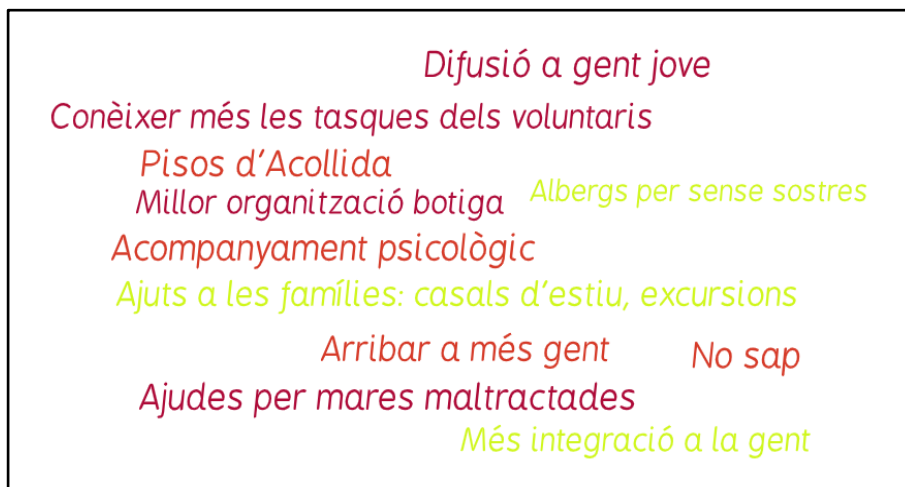 Difusió a gent jove
Conèixer més les tasques dels voluntaris
Pisos d'Acollida
Millor organització botiga
Albergs per sense sostres
Acompanyament psicològic
Ajuts a les famílies: casals d'estiu, excursions
Arribar a més gent
No sap
Ajudes per mares maltractades
Més integració a la gent